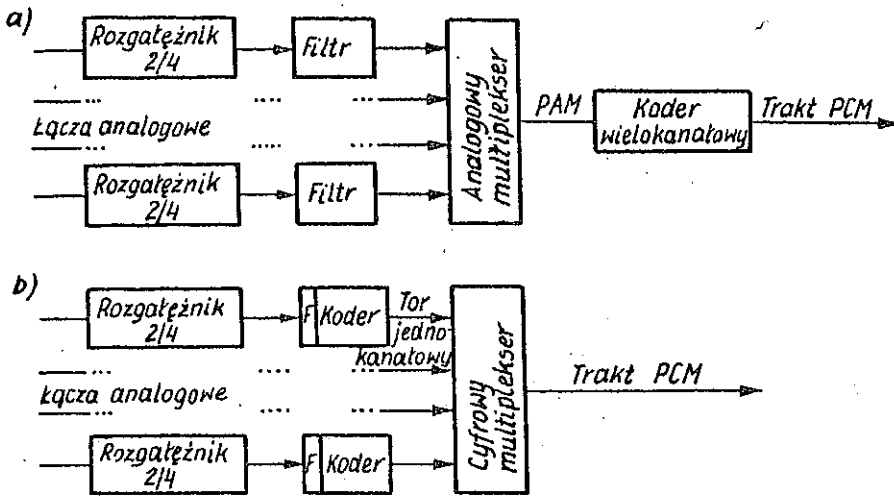 a)
Rozgałęźnik
2/4
Filtr
Łącza analogowe
Rozgałęźnik
2/4
Filtr
Analogowy
multiplekser
PAM
Koder
wielokanałowy
Trakt PCM
b)
Rozgałęźnik
2/4
F Koder
Tor
jedno-
kanałowy
Łącza analogowe
Rozgałęźnik
2/4
F Koder
Cyfrowy
multiplekser
Trakt PCM